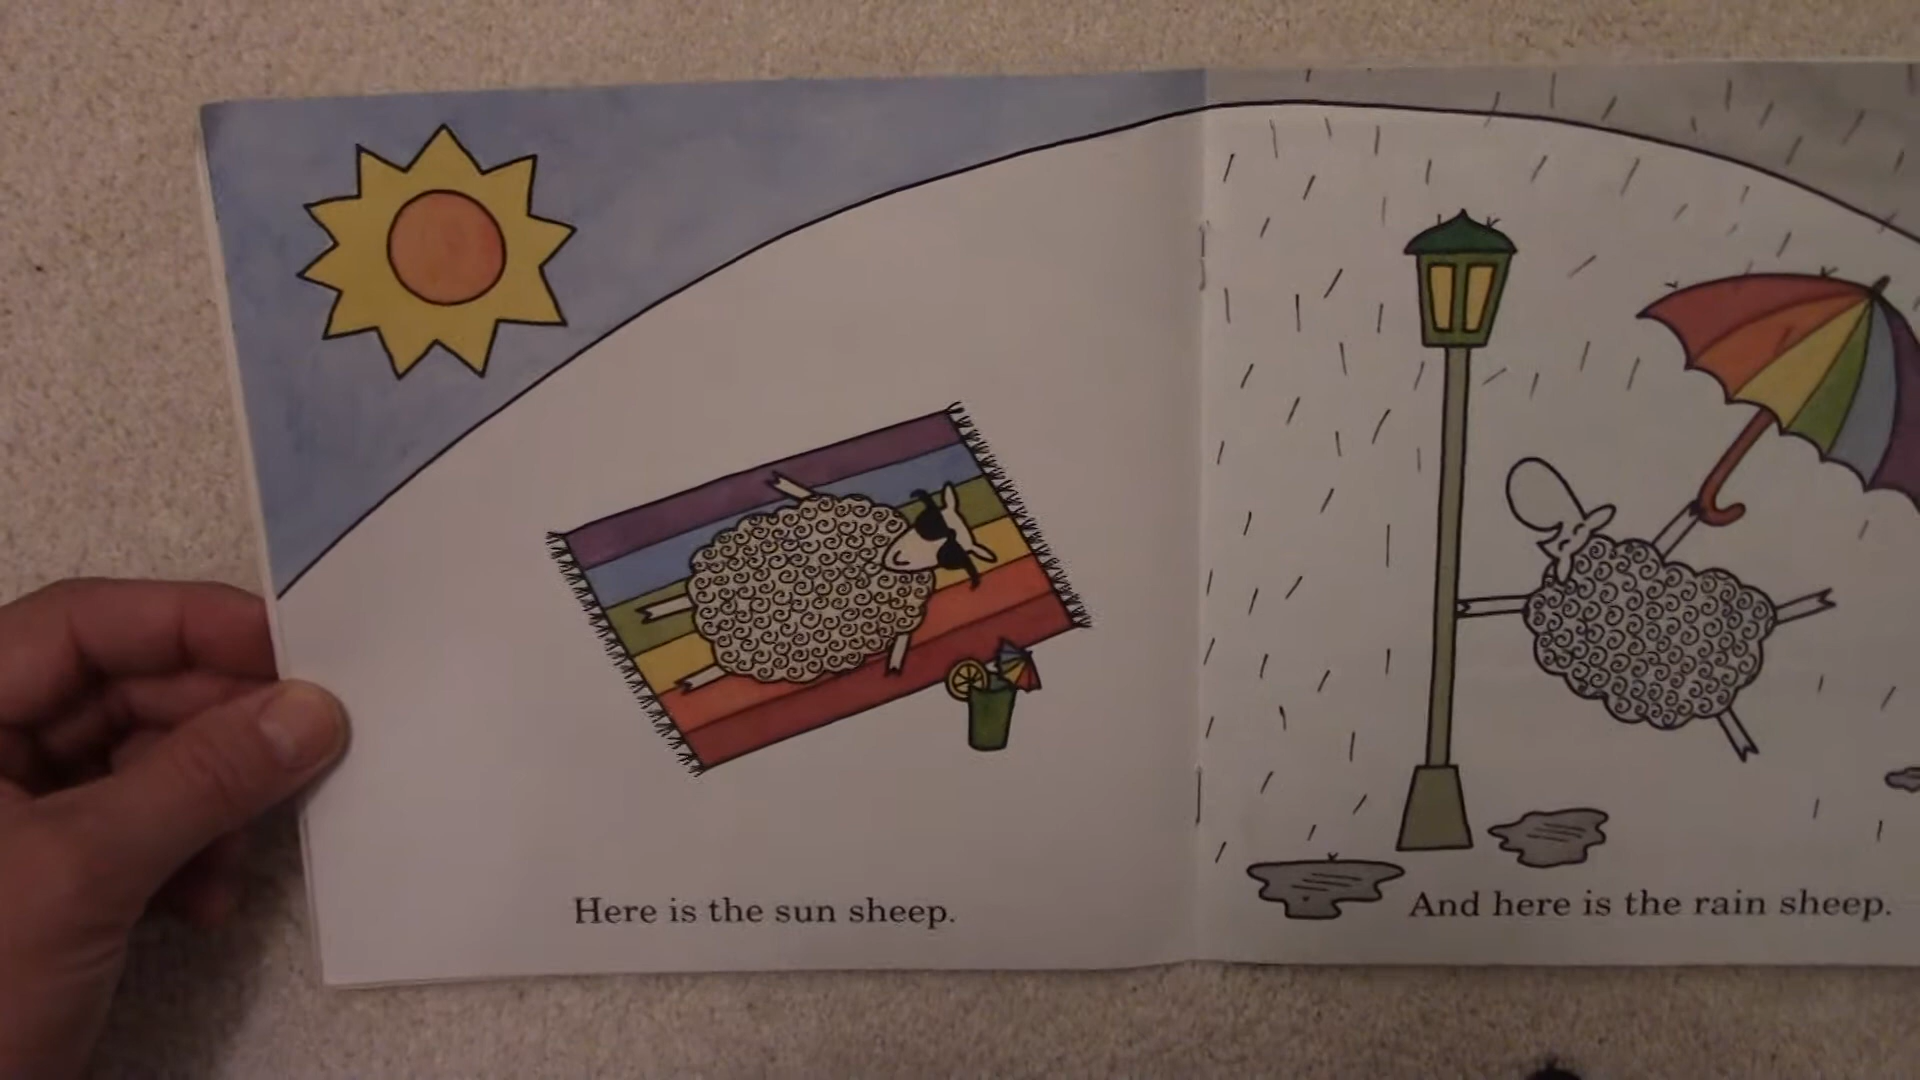 Here is the sun sheep.
And here is the rain sheep.